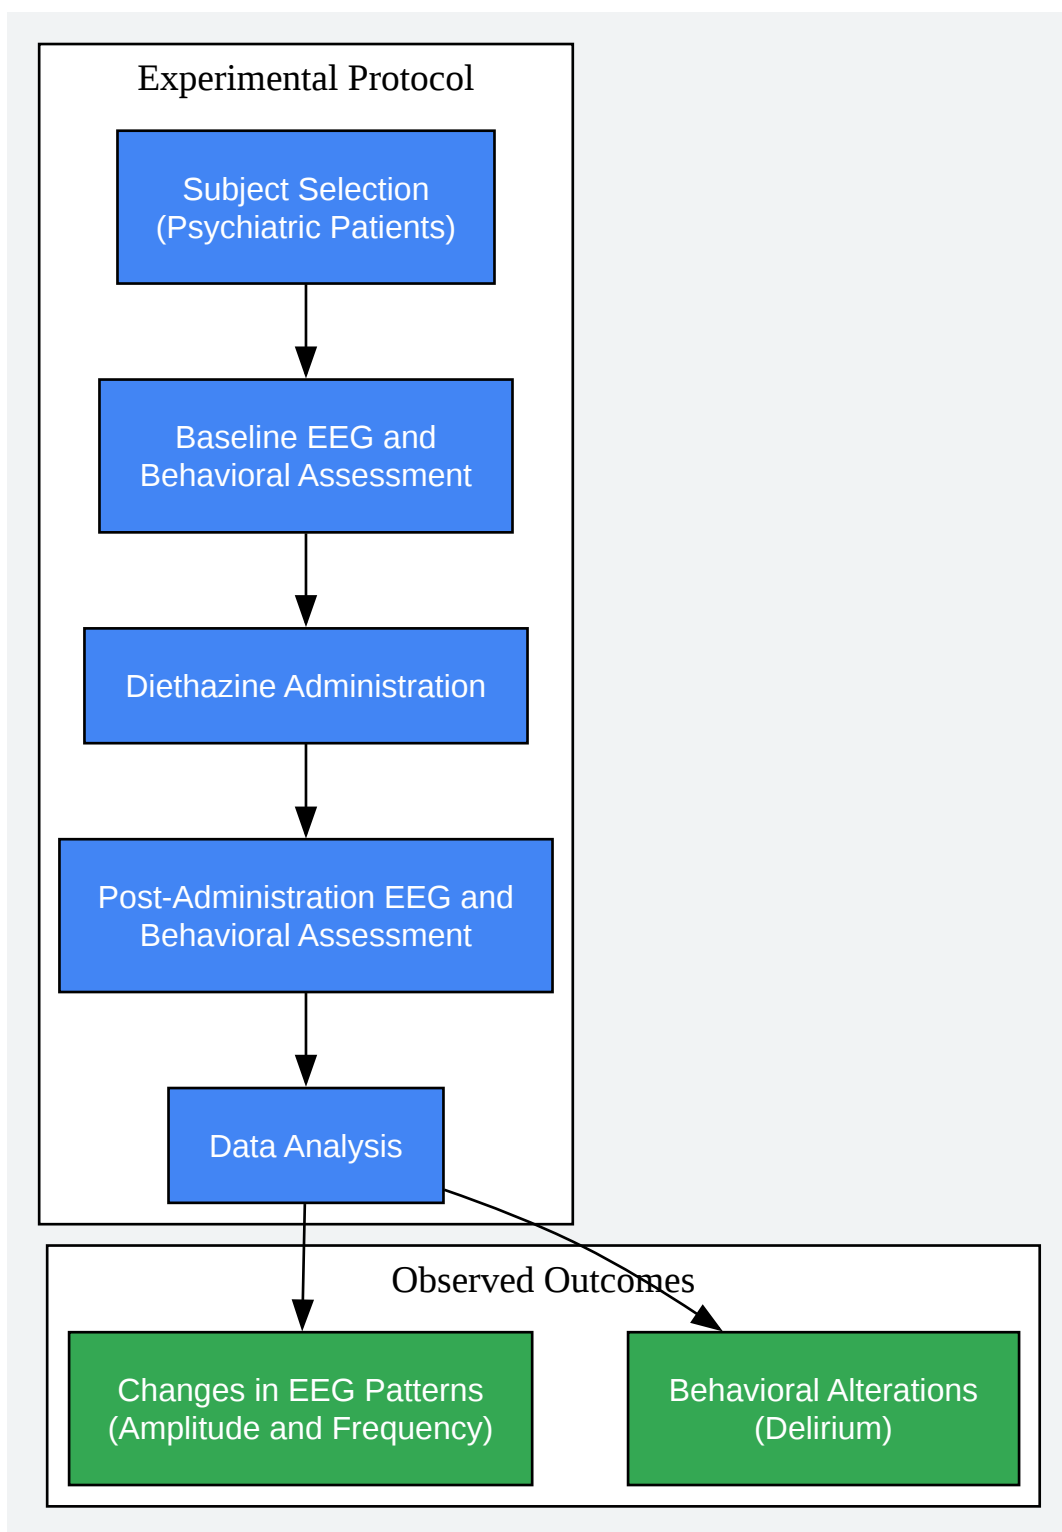 Experimental Protocol
Subject Selection
(Psychiatric Patients)
Baseline EEG and
Behavioral Assessment
Diethazine Administration
Post-Administration EEG and
Behavioral Assessment
Data Analysis
Observed Outcomes
Changes in EEG Patterns
(Amplitude and Frequency)
Behavioral Alterations
(Delirium)